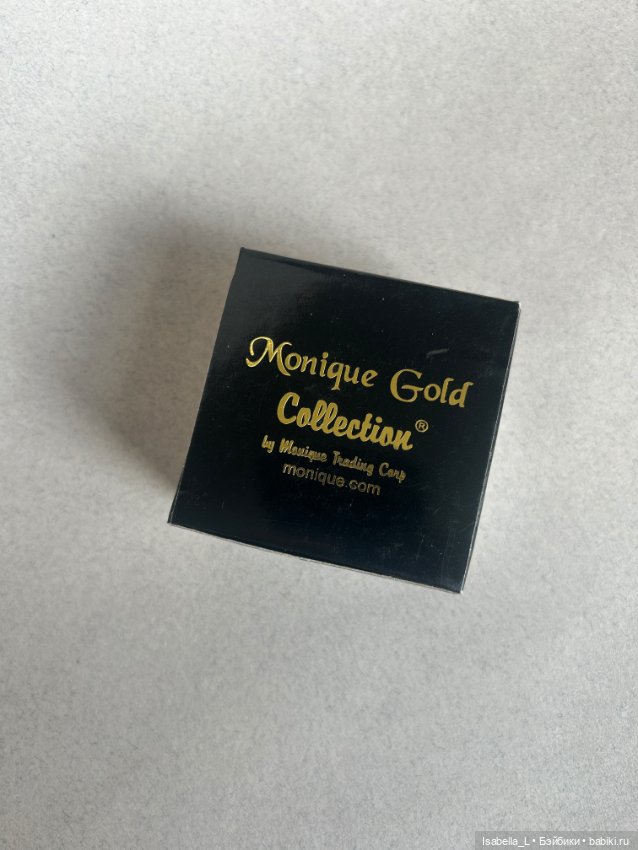 Monique Gold
Collection®
by Monique Trading Corp
monique.com
Isabella_L • Бэйбики • babiki.ru